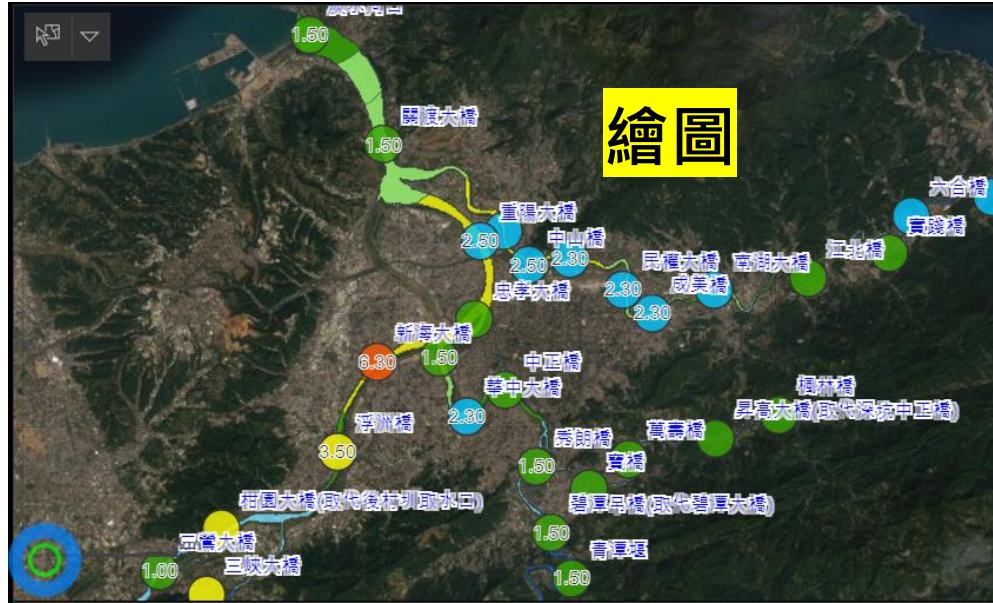 1.50
關渡大橋
繪圖
1.50
六合橋
重陽大橋
實踐橋
2.50
中山橋
江北橋
2.50
2.30
民權大橋
南湖大橋
成美橋
2.30
忠孝大橋
2.30
新海大橋
1.50
6.30
中正橋
楓林橋
華中大橋
昇高大橋(取代深坑中正橋)
2.30
浮洲橋
萬壽橋
秀朗橋
3.50
寶橋
1.50
柑園大橋(取代後村圳取水口)
碧潭吊橋(取代碧潭大橋)
1.50
三鶯大橋
青潭堰
1.00
三峽大橋
1.50